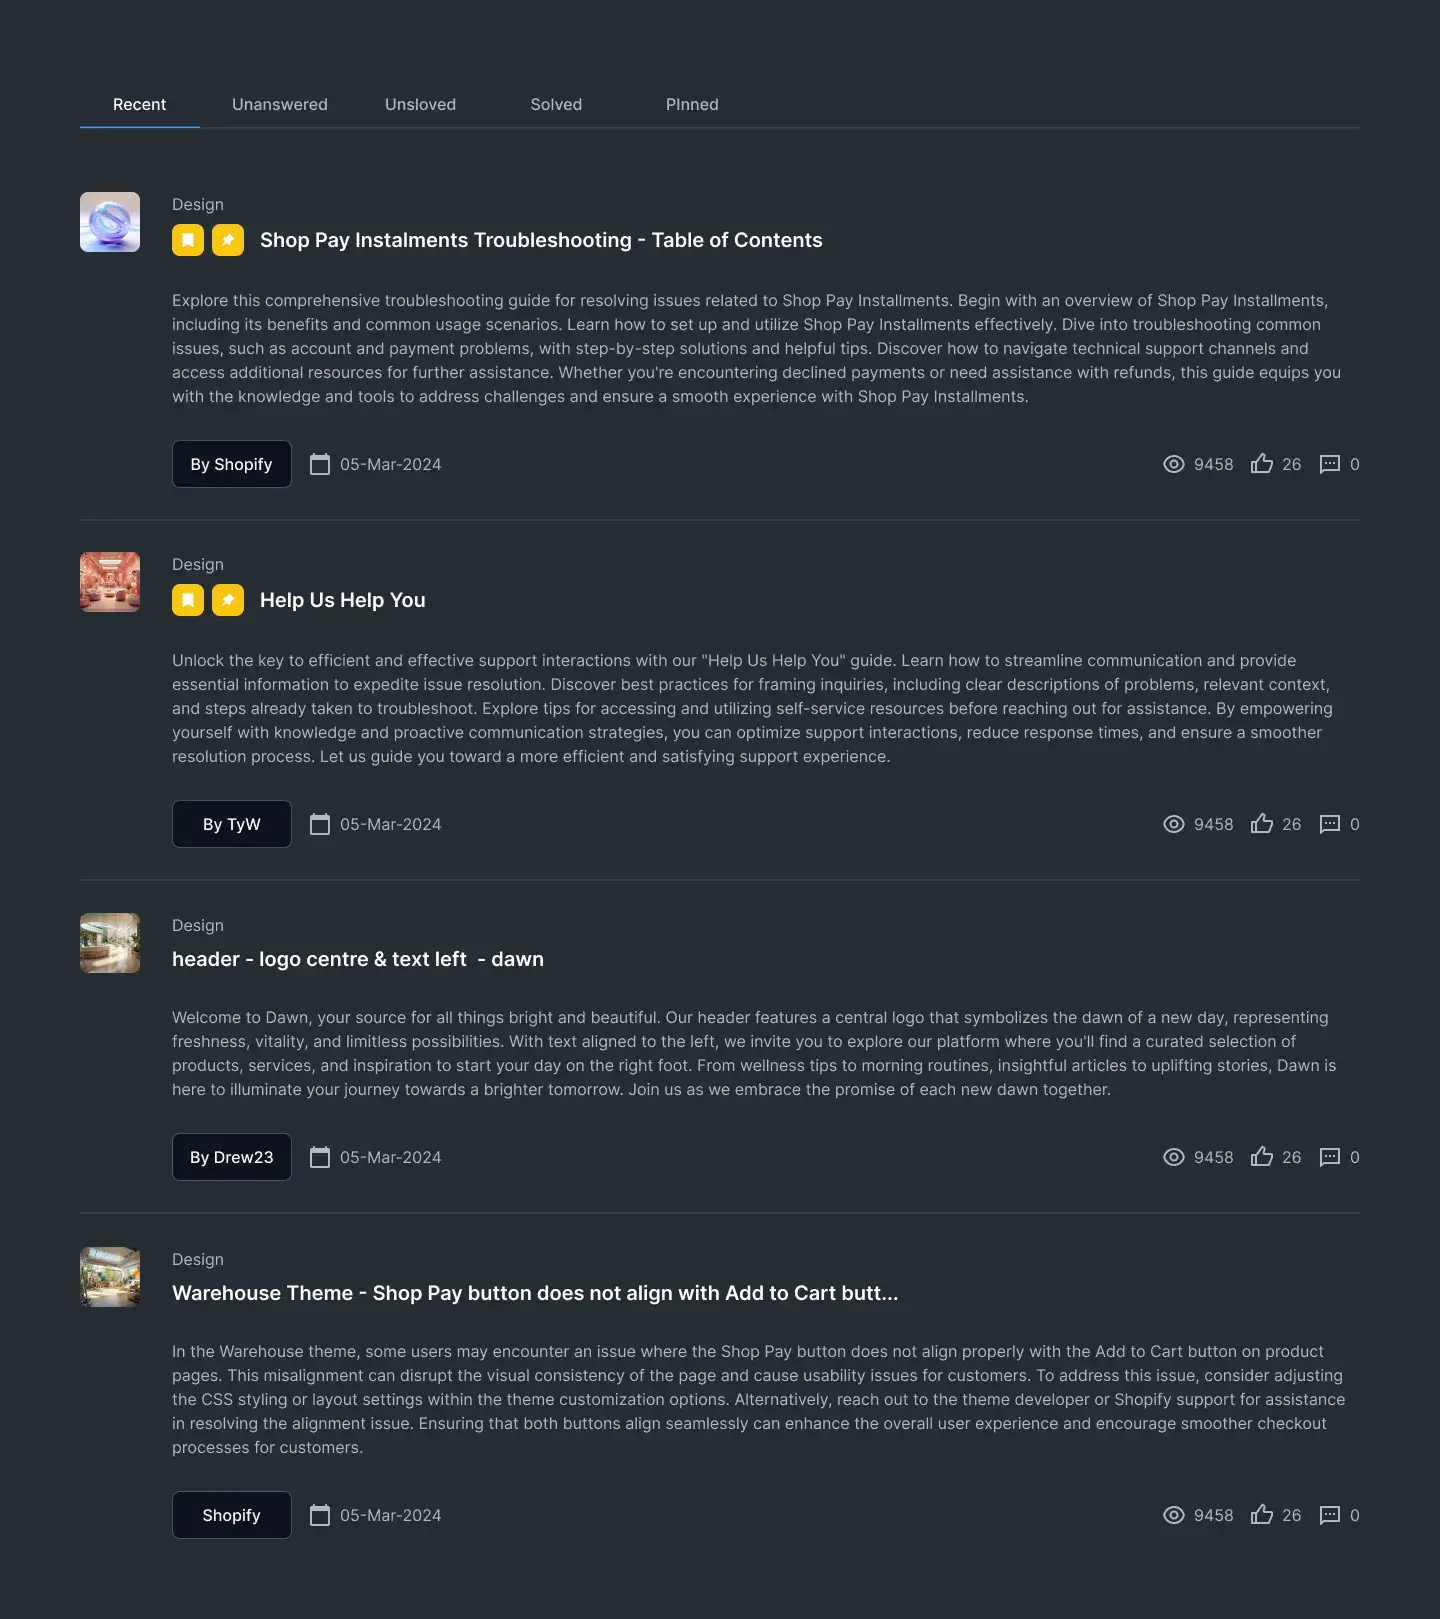 Recent Unanswered Unsloved Solved PInned
Design
Shop Pay Instalments Troubleshooting - Table of Contents
Explore this comprehensive troubleshooting guide for resolving issues related to Shop Pay Installments. Begin with an overview of Shop Pay Installments,
including its benefits and common usage scenarios. Learn how to set up and utilize Shop Pay Installments effectively. Dive into troubleshooting common
issues, such as account and payment problems, with step-by-step solutions and helpful tips. Discover how to navigate technical support channels and
access additional resources for further assistance. Whether you're encountering declined payments or need assistance with refunds, this guide equips you
with the knowledge and tools to address challenges and ensure a smooth experience with Shop Pay Installments.
By Shopify 05-Mar-2024 9458 26 0
Design
Help Us Help You
Unlock the key to efficient and effective support interactions with our "Help Us Help You" guide. Learn how to streamline communication and provide
essential information to expedite issue resolution. Discover best practices for framing inquiries, including clear descriptions of problems, relevant context,
and steps already taken to troubleshoot. Explore tips for accessing and utilizing self-service resources before reaching out for assistance. By empowering
yourself with knowledge and proactive communication strategies, you can optimize support interactions, reduce response times, and ensure a smoother
resolution process. Let us guide you toward a more efficient and satisfying support experience.
By TyW 05-Mar-2024 9458 26 0
Design
header - logo centre & text left  - dawn
Welcome to Dawn, your source for all things bright and beautiful. Our header features a central logo that symbolizes the dawn of a new day, representing
freshness, vitality, and limitless possibilities. With text aligned to the left, we invite you to explore our platform where you'll find a curated selection of
products, services, and inspiration to start your day on the right foot. From wellness tips to morning routines, insightful articles to uplifting stories, Dawn is
here to illuminate your journey towards a brighter tomorrow. Join us as we embrace the promise of each new dawn together.
By Drew23 05-Mar-2024 9458 26 0
Design
Warehouse Theme - Shop Pay button does not align with Add to Cart butt...
In the Warehouse theme, some users may encounter an issue where the Shop Pay button does not align properly with the Add to Cart button on product
pages. This misalignment can disrupt the visual consistency of the page and cause usability issues for customers. To address this issue, consider adjusting
the CSS styling or layout settings within the theme customization options. Alternatively, reach out to the theme developer or Shopify support for assistance
in resolving the alignment issue. Ensuring that both buttons align seamlessly can enhance the overall user experience and encourage smoother checkout
processes for customers.
Shopify 05-Mar-2024 9458 26 0